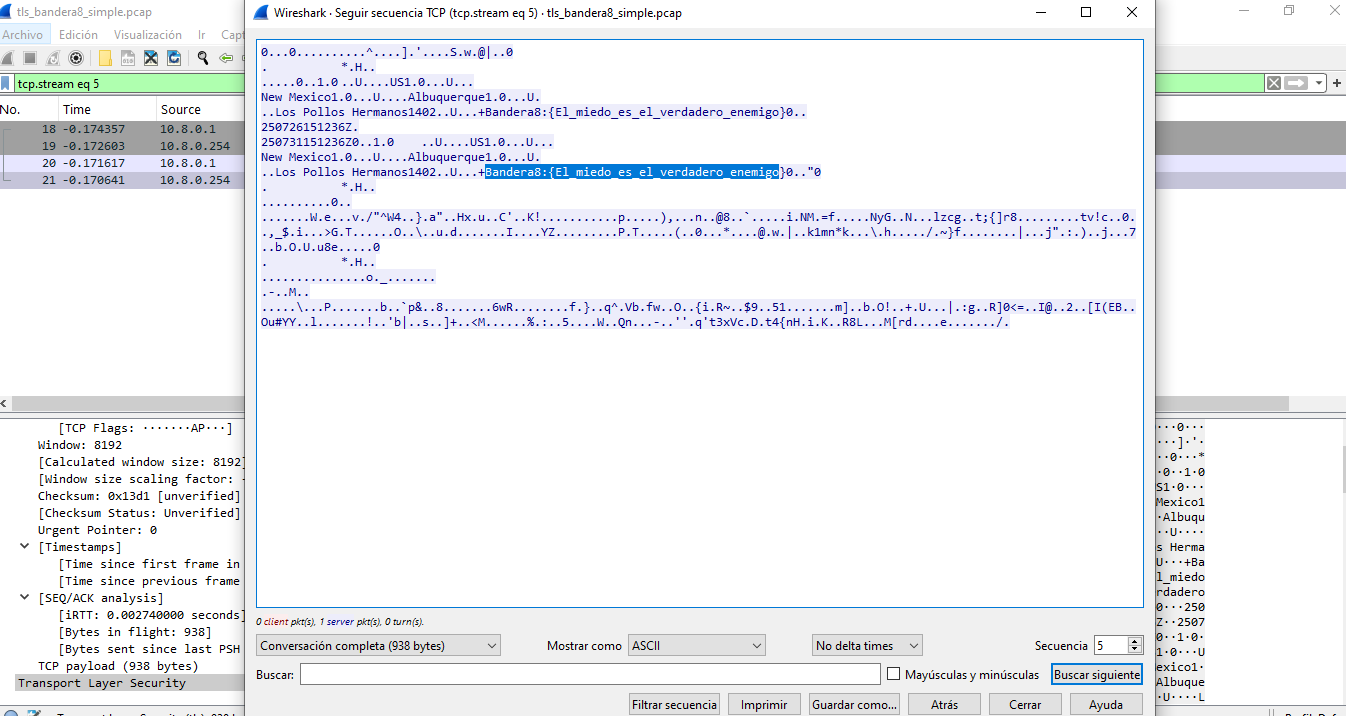 tls_bandera8_simple.pcap
Archivo Edición Visualización Ir Capt
tcp.stream eq 5
No. Time Source
18 -0.174357 10.8.0.1
19 -0.172603 10.8.0.254
20 -0.171617 10.8.0.1
21 -0.170641 10.8.0.254
[TCP Flags: ·······AP···]
Window: 8192
[Calculated window size: 8192]
[Window size scaling factor: -
Checksum: 0x13d1 [unverified]
[Checksum Status: Unverified]
Urgent Pointer: 0
[Timestamps]
[Time since first frame in
[Time since previous frame
[SEQ/ACK analysis]
[iRTT: 0.002740000 seconds]
[Bytes in flight: 938]
[Bytes sent since last PSH
TCP payload (938 bytes)
Transport Layer Security
Wireshark · Seguir secuencia TCP (tcp.stream eq 5) · tls_bandera8_simple.pcap
0...0..........^....].'....S.w.@|..0
. *.H..
.....0..1.0 ..U....US1.0...U...
New Mexico1.0...U....Albuquerque1.0...U.
..Los Pollos Hermanos1402..U...+Bandera8:{El_miedo_es_el_verdadero_enemigo}0..
250726151236Z.
250731151236Z0..1.0 ..U....US1.0...U...
New Mexico1.0...U....Albuquerque1.0...U.
..Los Pollos Hermanos1402..U...+Bandera8:{El_miedo_es_el_verdadero_enemigo}0.."0
. *.H..
.........0..
.......W.e...v./"^W4..}.a"..Hx.u..C'..K!..........p.....),...n..@8..`.....i.NM.=f.....NyG..N...lzcg..t;{]r8.........tv!c..0.
.,_$.i...>G.T......O..\..u.d.......I....YZ.........P.T.....(..0...*....@.w.|..k1mn*k...\.h...../.~}f........|...j".:.)..j...7
..b.O.U.u8e.....0
. *.H..
...............o._.......
.-..M..
.....\...P.......b..`p&..8.......6wR........f.}..q^.Vb.fw..O..{i.R~..$9..51.......m]..b.O!..+.U...|.:g..R]0<=..I@..2..[I(EB..
Ou#YY..l.......!..'b|..s..]+..<M......%.:..5....W..Qn...-..''.q't3xVc.D.t4{nH.i.K..R8L...M[rd....e......./.
0 client pkt(s), 1 server pkt(s), 0 turn(s).
Conversación completa (938 bytes) Mostrar como ASCII No delta times Secuencia 5
Buscar: Mayúsculas y minúsculas Buscar siguiente
Filtrar secuencia Imprimir Guardar como... Atrás Cerrar Ayuda
···0···
···]·'·
··0···*
·0··1·0
S1·0···
Mexico1
·Albuqu
··U····
s Herma
U···+Ba
l_miedo
rdadero
0···250
Z··2507
0··1·0·
1·0···U
exico1·
Albuque
·U····L